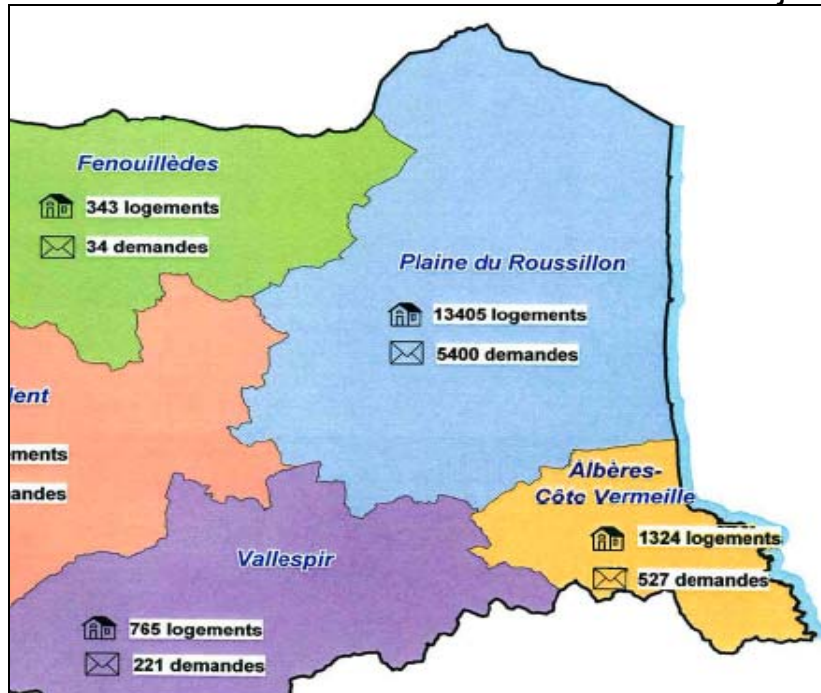 Fenouillèdes
343 logements
34 demandes
Plaine du Roussillon
13405 logements
5400 demandes
lent
ements
andes
Albères-
Côte Vermeille
1324 logements
527 demandes
Vallespir
765 logements
221 demandes